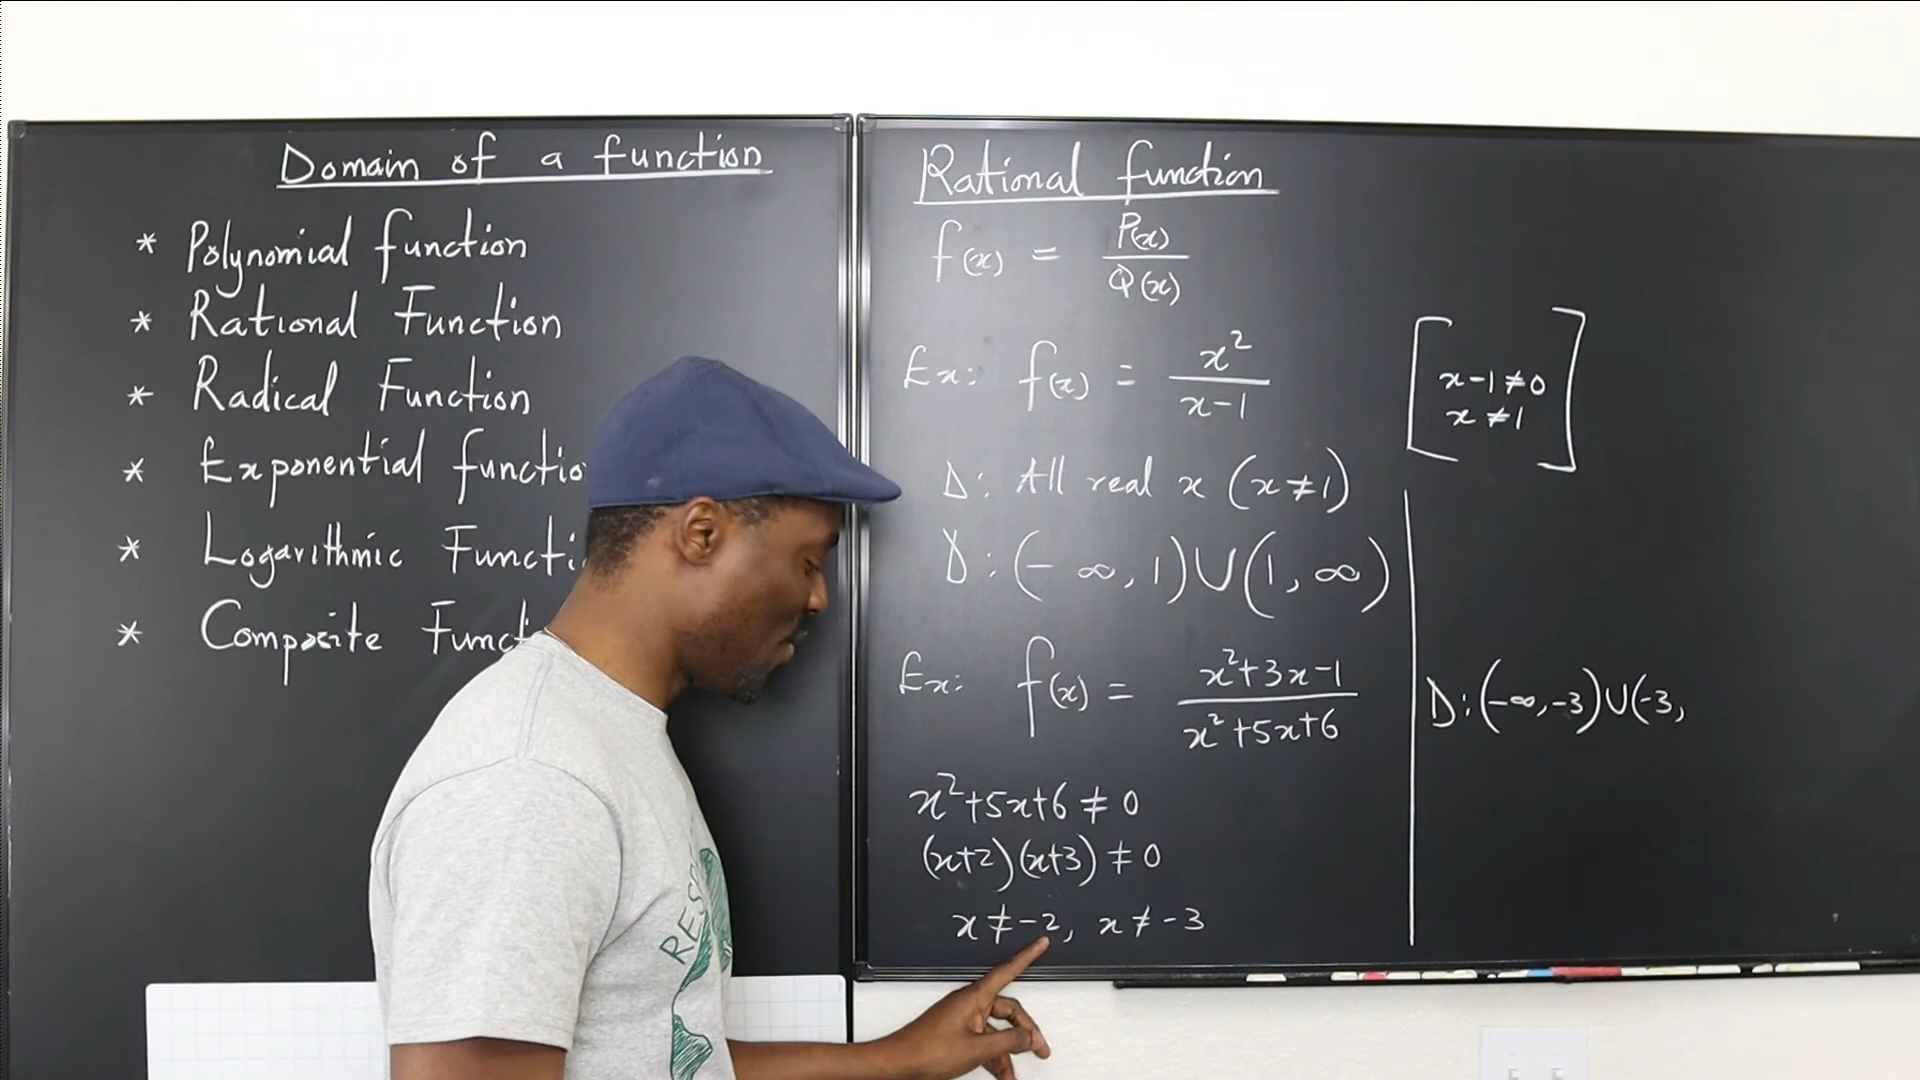 Domain of a function
* Polynomial function
* Rational Function
* Radical Function
* Exponential functio
* Logarithmic Functi
* Composite Funct
Rational function
f(x) = P(x)/Q(x)
Ex: f(x) = x²/(x-1)
[x-1≠0
x≠1]
D: All real x (x≠1)
D: (-∞, 1)∪(1, ∞)
Ex: f(x) = (x²+3x-1)/(x²+5x+6)
x²+5x+6 ≠ 0
(x+2)(x+3) ≠ 0
x≠-2, x≠-3
D: (-∞,-3)∪(-3,
RES